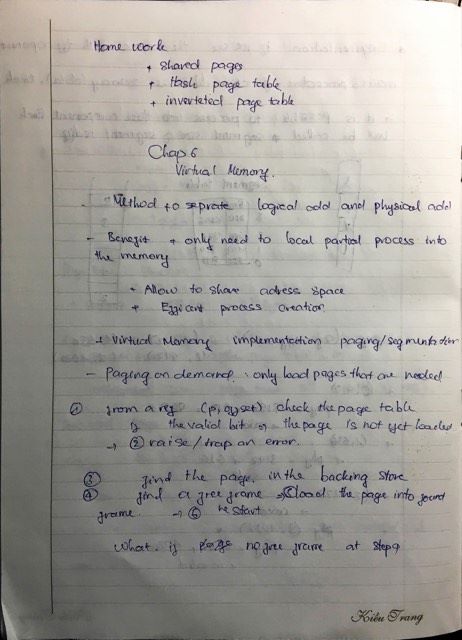 Home work
+ shared pages
+ Hash page table
+ inverteted page table
Chap 6
Virtual Memory.
- Method to seprate logical add and physical add
- Benefit + only need to local partial process into
the memory
+ Allow to share adress space
+ Efficent process creation
+ Virtual Memory implementation paging/segmentation
- Paging on demand : only load pages that are needed
① from a ref (p, offset) check the page table
if the valid bit of the page is not yet loaded
→ ② raise/trap an error.
③ find the page in the backing store
④ find a free frame → ⑤ load the page into found
frame. → ⑥ restart
What if page no free frame at step 4
Kiều Trang